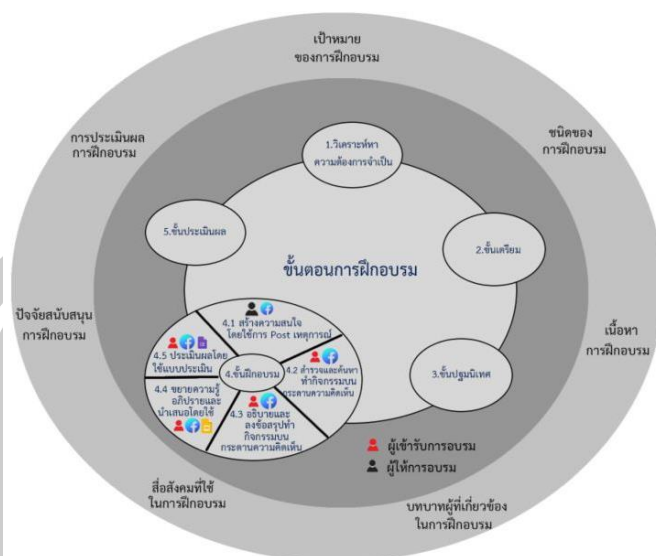 เป้าหมาย
ของการฝึกอบรม
การประเมินผล
การฝึกอบรม
ชนิดของ
การฝึกอบรม
1.วิเคราะห์หา
ความต้องการจำเป็น
5.ขั้นประเมินผล
2.ขั้นเตรียม
ขั้นตอนการฝึกอบรม
ปัจจัยสนับสนุน
การฝึกอบรม
เนื้อหา
การฝึกอบรม
4.1 สร้างความสนใจ
โดยใช้การ Post เหตุการณ์
4.5 ประเมินผลโดย
ใช้แบบประเมิน
4.ขั้นฝึกอบรม
4.2 สำรวจและค้นหา
ทำกิจกรรมบน
กระดานความคิดเห็น
3.ขั้นปฐมนิเทศ
4.4 ขยายความรู้
อภิปรายและ
นำเสนอโดยใช้
4.3 อธิบายและ
ลงข้อสรุปทำ
กิจกรรมบน
กระดานความคิดเห็น
ผู้เข้ารับการอบรม
ผู้ให้การอบรม
สื่อสังคมที่ใช้
ในการฝึกอบรม
บทบาทผู้ที่เกี่ยวข้อง
ในการฝึกอบรม